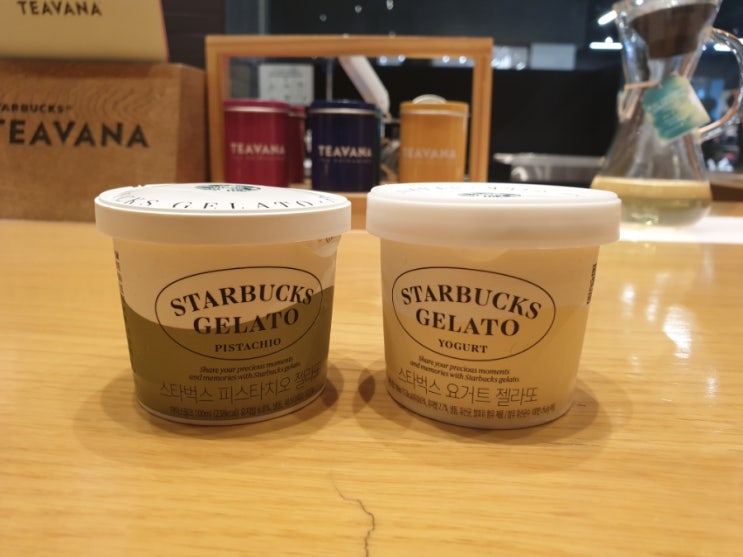 TEAVANA
STARBUCKS
TEAVANA
TEAVANA
TEAVANA
TEAVANA
STARBUCKS GELATO
STARBUCKS
GELATO
PISTACHIO
Share your precious moments
and memories with Starbucks gelato.
스타벅스 피스타치오 젤라또
STARBUCKS
GELATO
YOGURT
Share your precious moments
and memories with Starbucks gelato.
스타벅스 요거트 젤라또